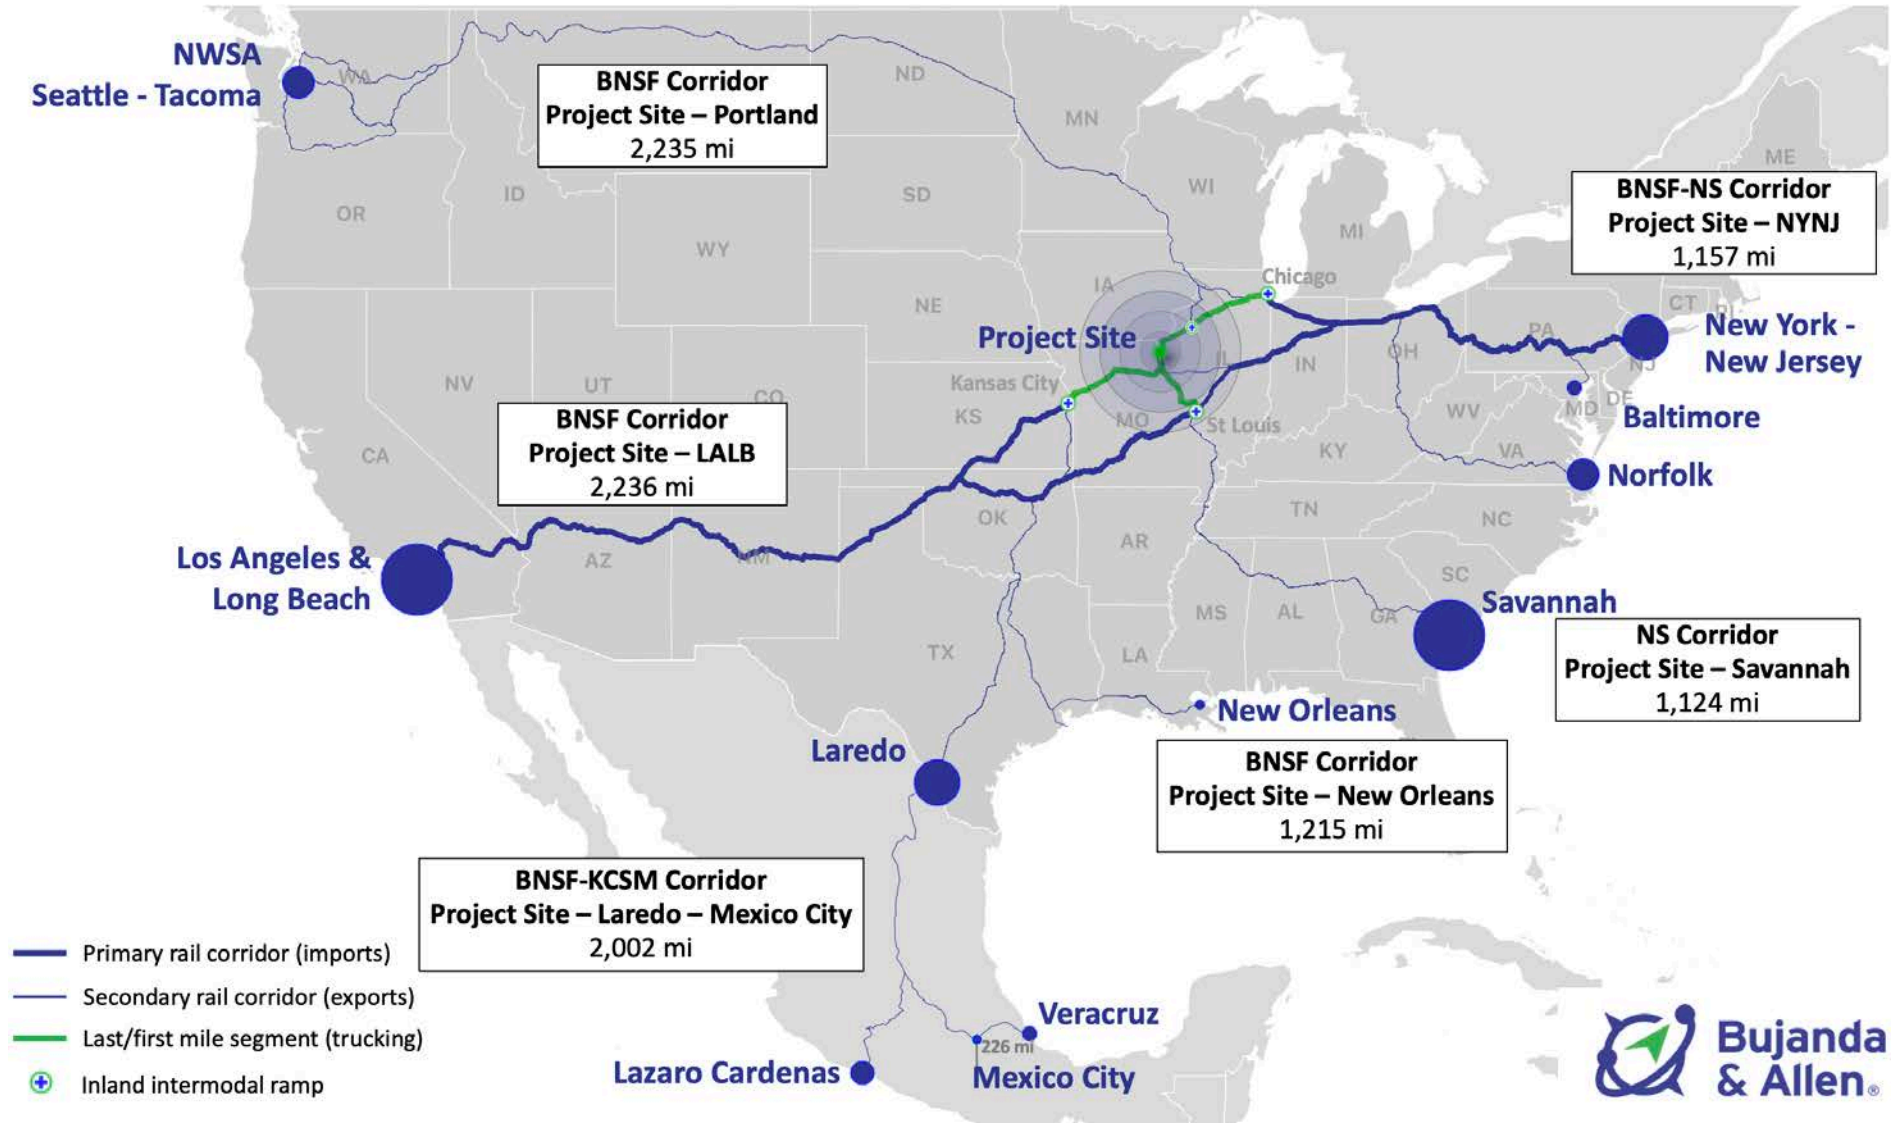 NWSA
Seattle - Tacoma
WA
ND
MN
BNSF Corridor
Project Site – Portland
2,235 mi
ME
OR
ID
SD
WI
MI
WY
BNSF-NS Corridor
Project Site – NYNJ
1,157 mi
IA
Chicago
NE
CT
RI
New York -
New Jersey
Project Site
IL
IN
OH
PA
NJ
NV
UT
CO
Kansas City
KS
MO
St Louis
WV
MD
DE
Baltimore
BNSF Corridor
Project Site – LALB
2,236 mi
CA
KY
VA
Norfolk
OK
TN
NC
Los Angeles &
Long Beach
AZ
NM
AR
SC
Savannah
MS
AL
GA
TX
LA
NS Corridor
Project Site – Savannah
1,124 mi
New Orleans
Laredo
BNSF Corridor
Project Site – New Orleans
1,215 mi
BNSF-KCSM Corridor
Project Site – Laredo – Mexico City
2,002 mi
Primary rail corridor (imports)
Secondary rail corridor (exports)
Last/first mile segment (trucking)
Inland intermodal ramp
Veracruz
226 mi
Mexico City
Lazaro Cardenas
Bujanda
& Allen®